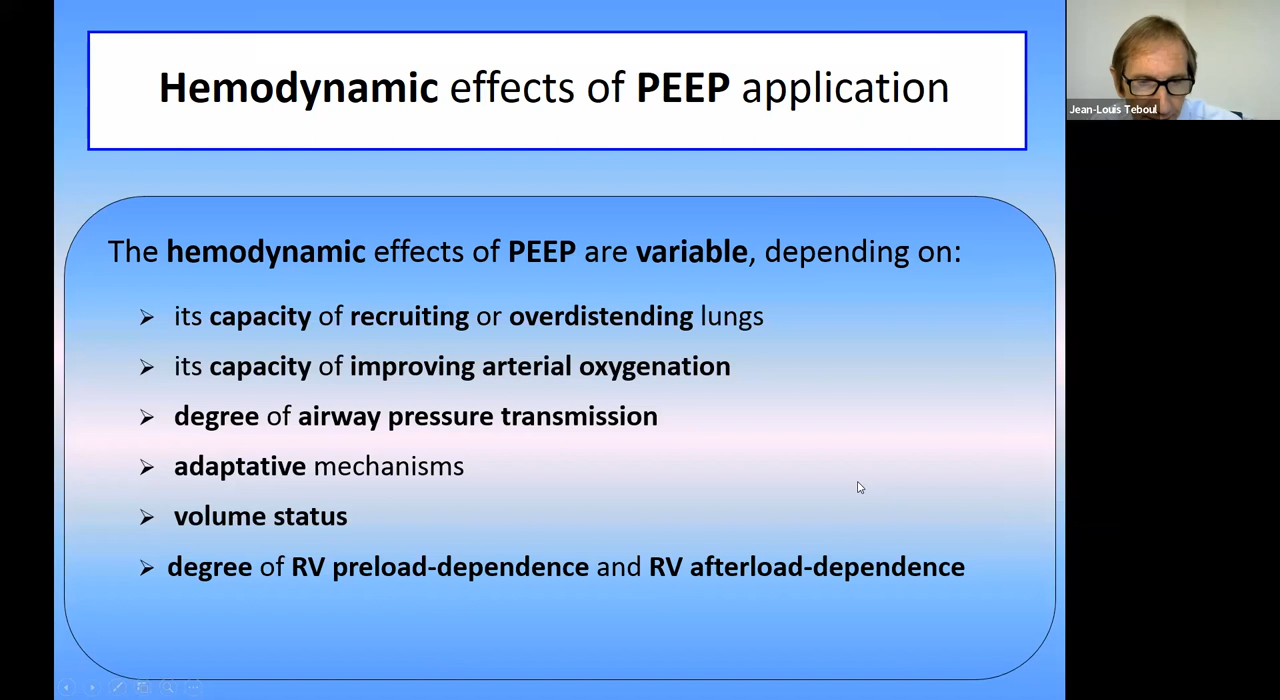 Hemodynamic effects of PEEP application
Jean-Louis Teboul
The hemodynamic effects of PEEP are variable, depending on:
its capacity of recruiting or overdistending lungs
its capacity of improving arterial oxygenation
degree of airway pressure transmission
adaptative mechanisms
volume status
degree of RV preload-dependence and RV afterload-dependence